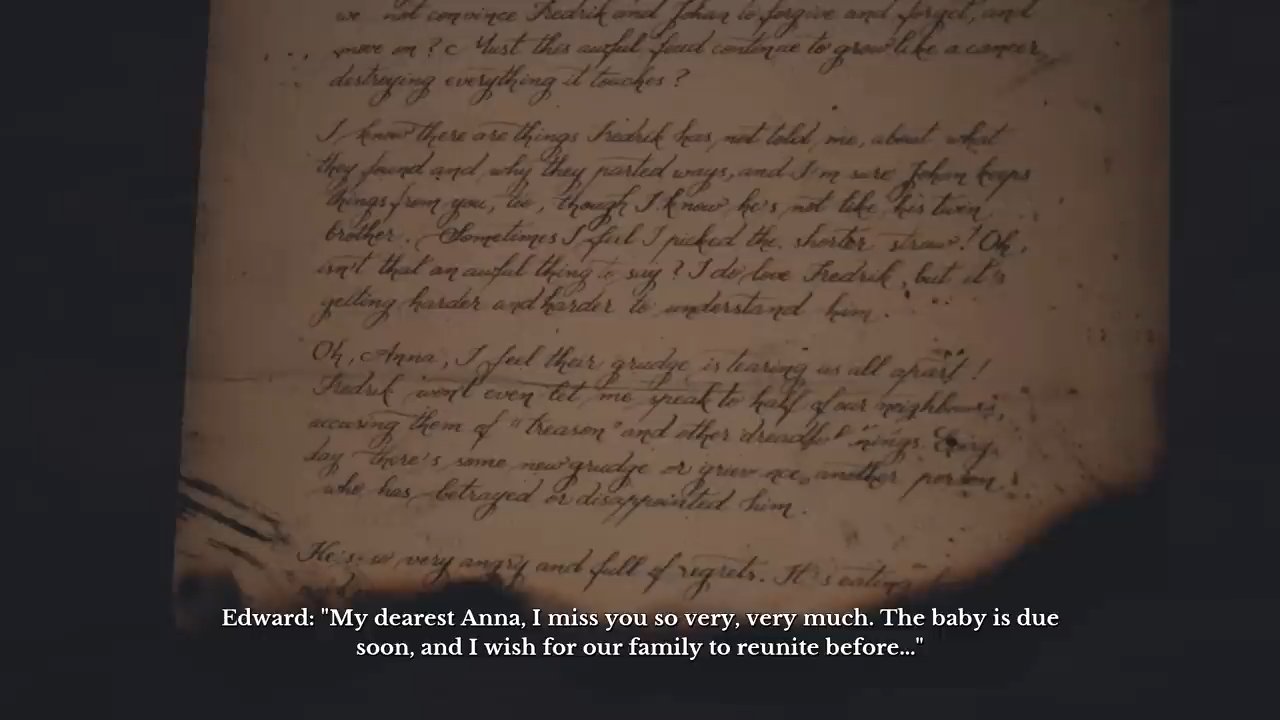 we not convince Fredrik and Johan to forgive and forget, and
move on? Must this awful feud continue to grow like a cancer,
destroying everything it touches?
I know there are things Fredrik has not told me, about what
they found and why they parted ways, and I'm sure Johan keeps
things from you, too, though I know he's not like his twin
brother. Sometimes I feel I picked the shorter straw! Oh,
isn't that an awful thing to say? I do love Fredrik, but it's
getting harder and harder to understand him.
Oh, Anna, I feel their grudge is tearing us all apart!
Fredrik won't even let me speak to half of our neighbours,
accusing them of "treason" and other dreadful things. Every
day there's some new grudge or grievance, another person
who has betrayed or disappointed him.
He's so very angry and full of regrets. It's eating
Edward: "My dearest Anna, I miss you so very, very much. The baby is due
soon, and I wish for our family to reunite before..."